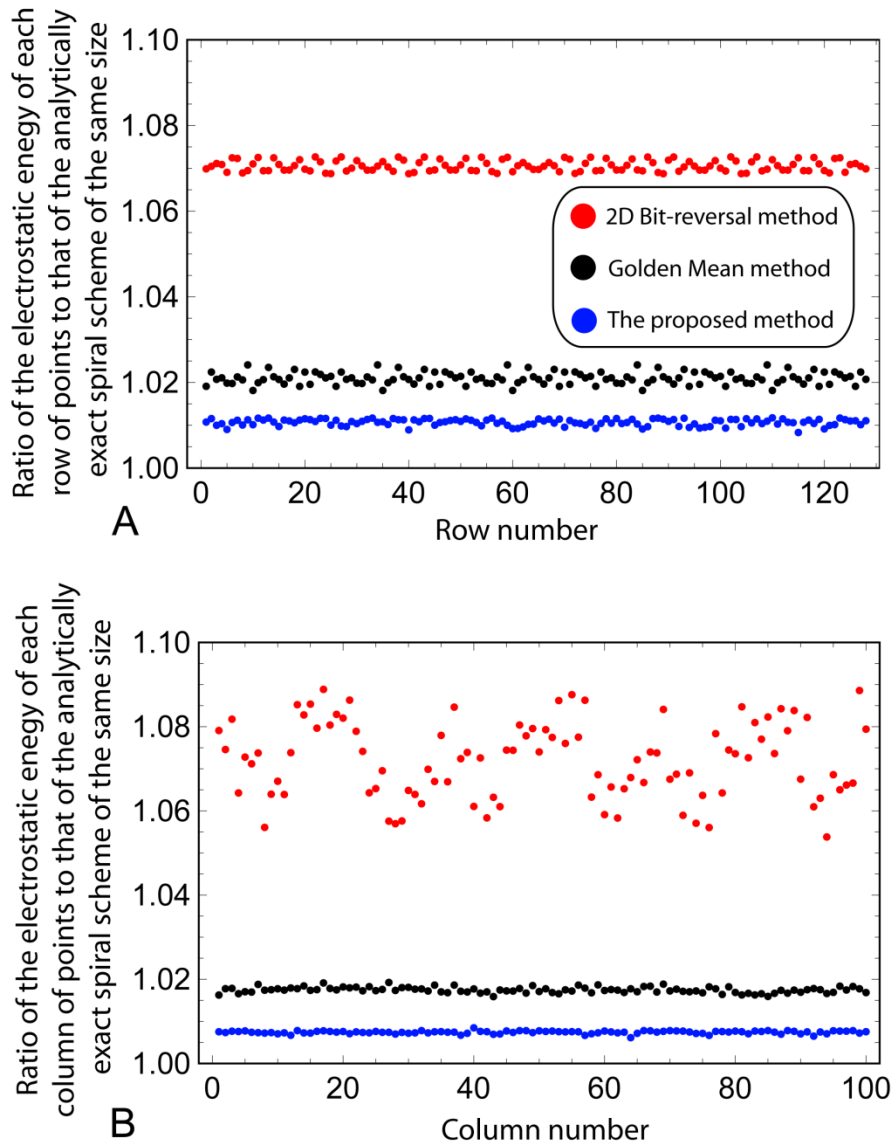 Ratio of the electrostatic enegy of each
row of points to that of the analytically
exact spiral scheme of the same size
1.10
1.08
1.06
1.04
1.02
1.00
2D Bit-reversal method
Golden Mean method
The proposed method
0
20
40
60
80
100
120
A
Row number
Ratio of the electrostatic enegy of each
column of points to that of the analytically
exact spiral scheme of the same size
1.10
1.08
1.06
1.04
1.02
1.00
0
20
40
60
80
100
B
Column number